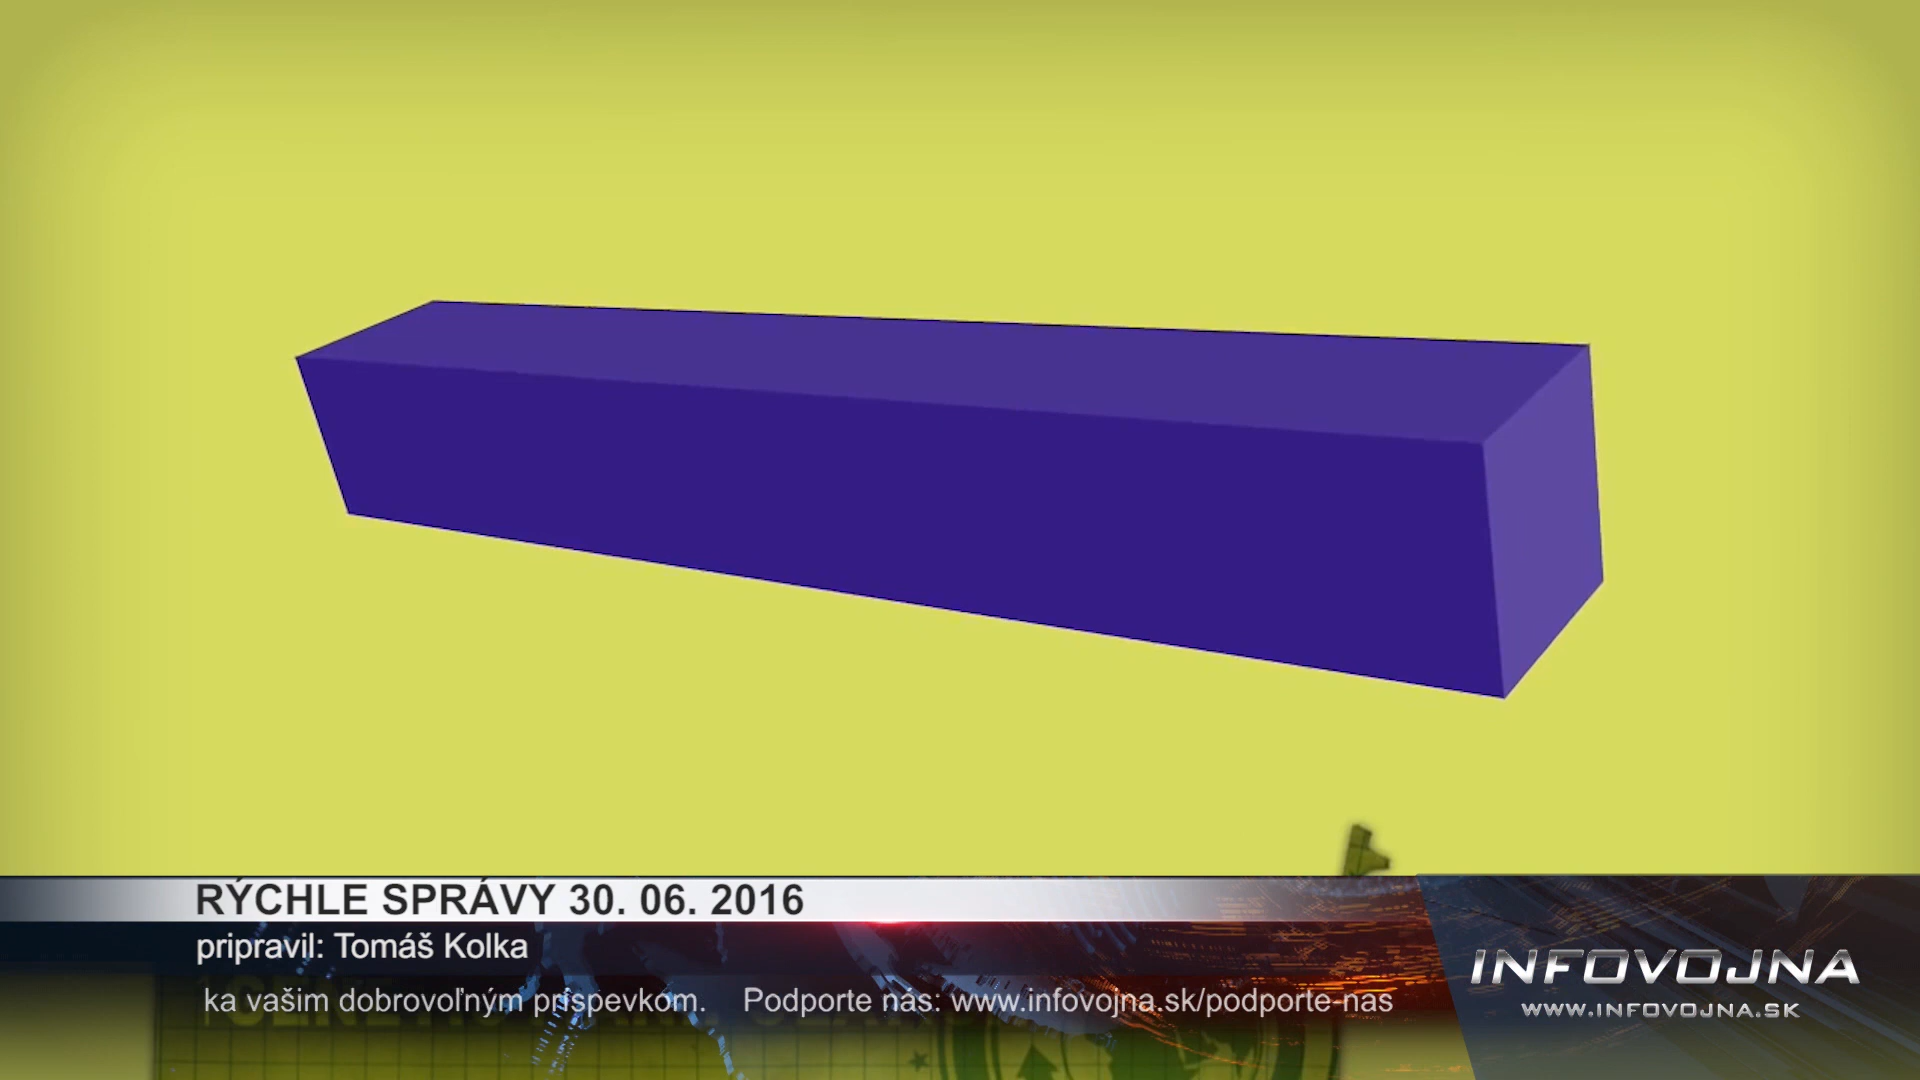 RÝCHLE SPRÁVY 30. 06. 2016
pripravil: Tomáš Kolka
ka vašim dobrovoľným príspevkom. Podporte nás: www.infovojna.sk/podporte-nas
INFOVOJNA
WWW.INFOVOJNA.SK